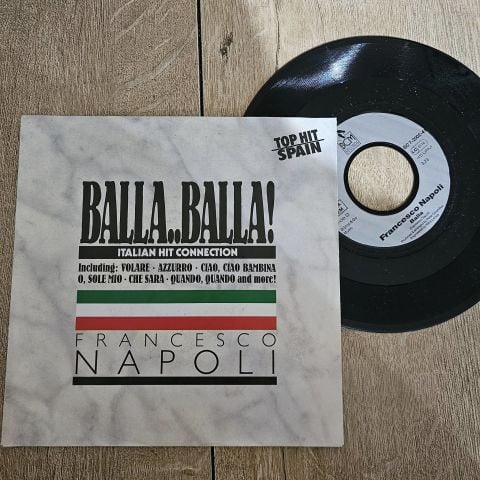 TOP HIT
SPAIN
BALLA..BALLA!
ITALIAN HIT CONNECTION
Including: VOLARE · AZZURRO · CIAO, CIAO BAMBINA
O, SOLE MIO · CHE SARA · QUANDO, QUANDO and more!
FRANCESCO
NAPOLI
BCM
Francesco Napoli
Balla